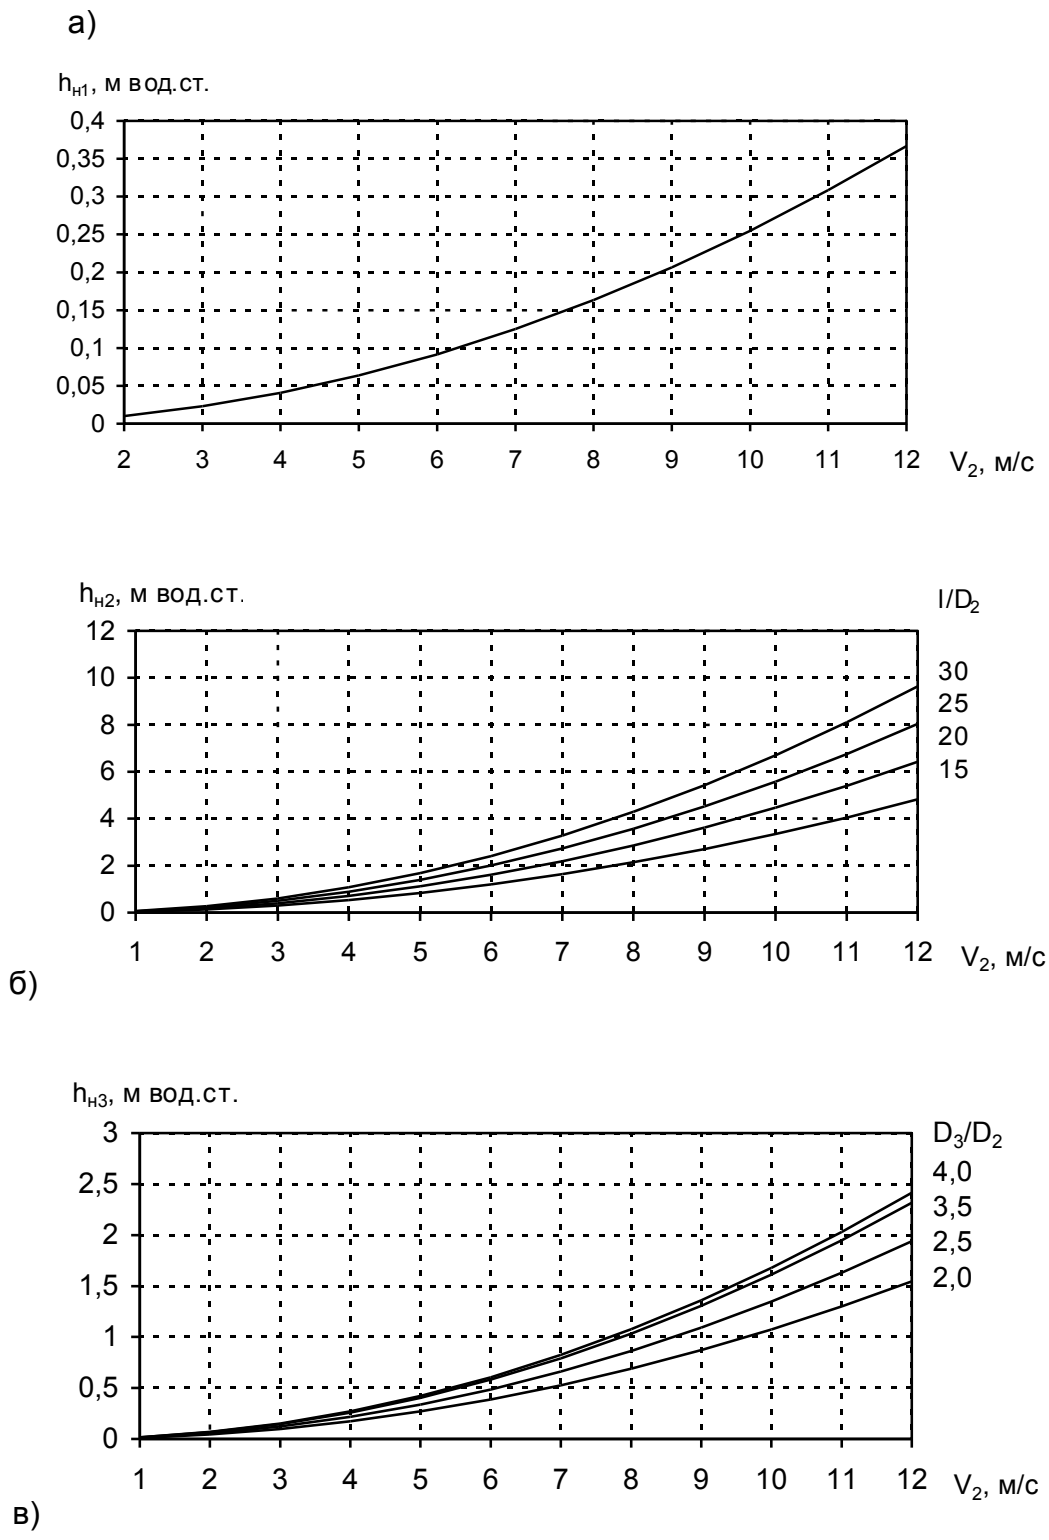 а)
hн1, м вод.ст.
0,4
0,35
0,3
0,25
0,2
0,15
0,1
0,05
0
2 3 4 5 6 7 8 9 10 11 12 V2, м/с
hн2, м вод.ст. l/D2
12
10 30
8 25
6 20
4 15
2
0
1 2 3 4 5 6 7 8 9 10 11 12 V2, м/с
б)
hн3, м вод.ст.
3 D3/D2
2,5 4,0
2 3,5
1,5 2,5
1 2,0
0,5
0
1 2 3 4 5 6 7 8 9 10 11 12 V2, м/с
в)